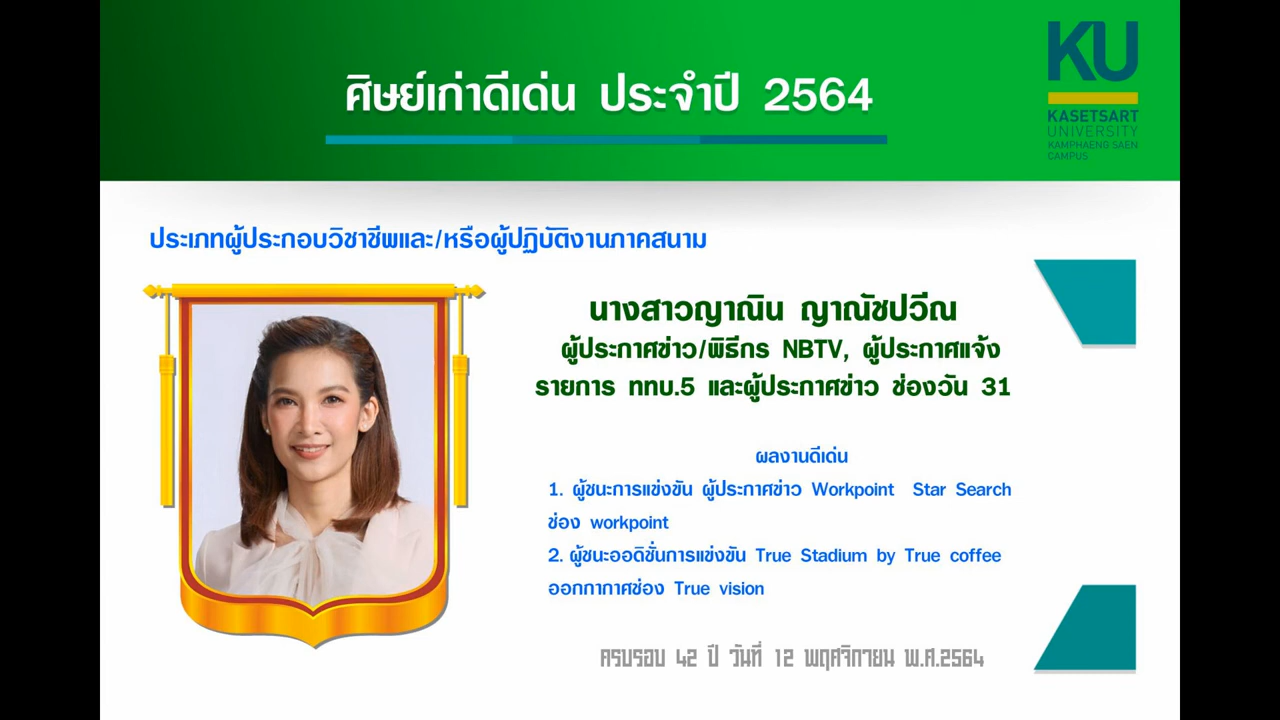 ศิษย์เก่าดีเด่น ประจำปี 2564
KU
KASETSART
UNIVERSITY
KAMPHAENG SAEN
CAMPUS
ประเภทผู้ประกอบวิชาชีพและ/หรือผู้ปฏิบัติงานภาคสนาม
นางสาวญาณิน ญาณัชปวีณ
ผู้ประกาศข่าว/พิธีกร NBTV, ผู้ประกาศแจ้ง
รายการ ททบ.5 และผู้ประกาศข่าว ช่องวัน 31
ผลงานดีเด่น
1. ผู้ชนะการแข่งขัน ผู้ประกาศข่าว Workpoint Star Search
ช่อง workpoint
2. ผู้ชนะออดิชั่นการแข่งขัน True Stadium by True coffee
ออกกากาศช่อง True vision
ครบรอบ 42 ปี วันที่ 12 พฤศจิกายน พ.ศ.2564